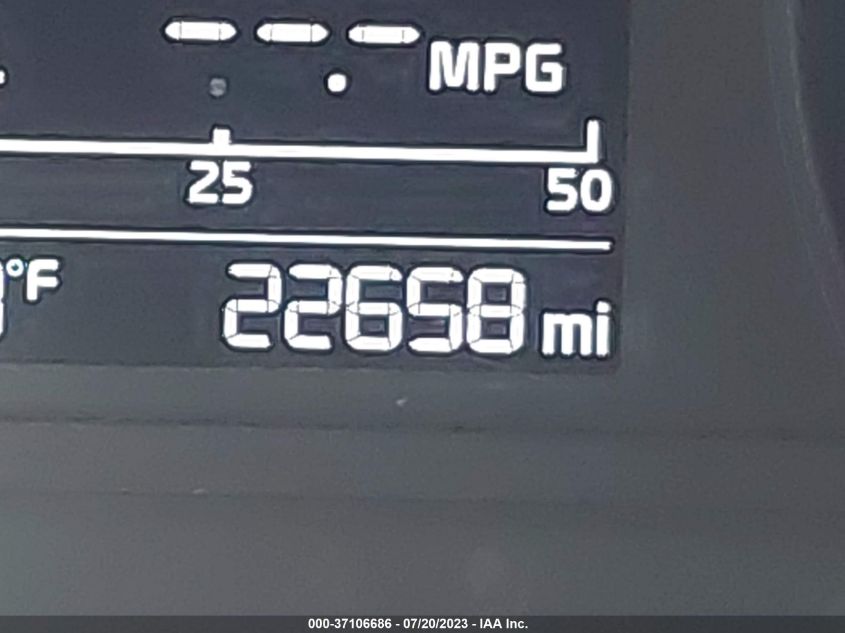 --- MPG
25 50
°F 22658 mi
000-37106686 - 07/20/2023 - IAA Inc.